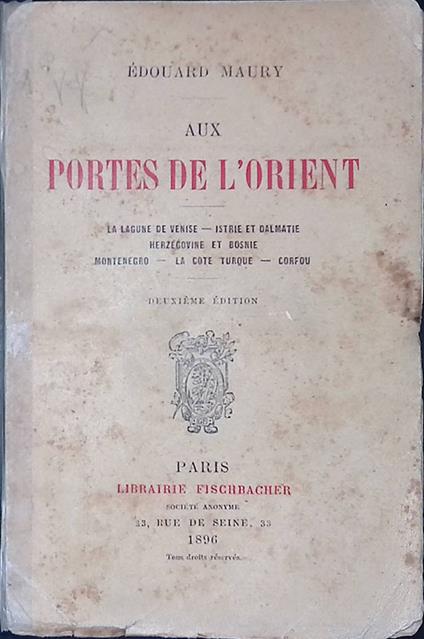 ÉDOUARD MAURY
AUX
PORTES DE L'ORIENT
LA LAGUNE DE VENISE — ISTRIE ET DALMATIE
HERZÉGOVINE ET BOSNIE
MONTENEGRO — LA COTE TURQUE — CORFOU
DEUXIÈME ÉDITION
PARIS
LIBRAIRIE FISCHBACHER
SOCIÉTÉ ANONYME
33, RUE DE SEINE, 33
1896
Tous droits réservés.